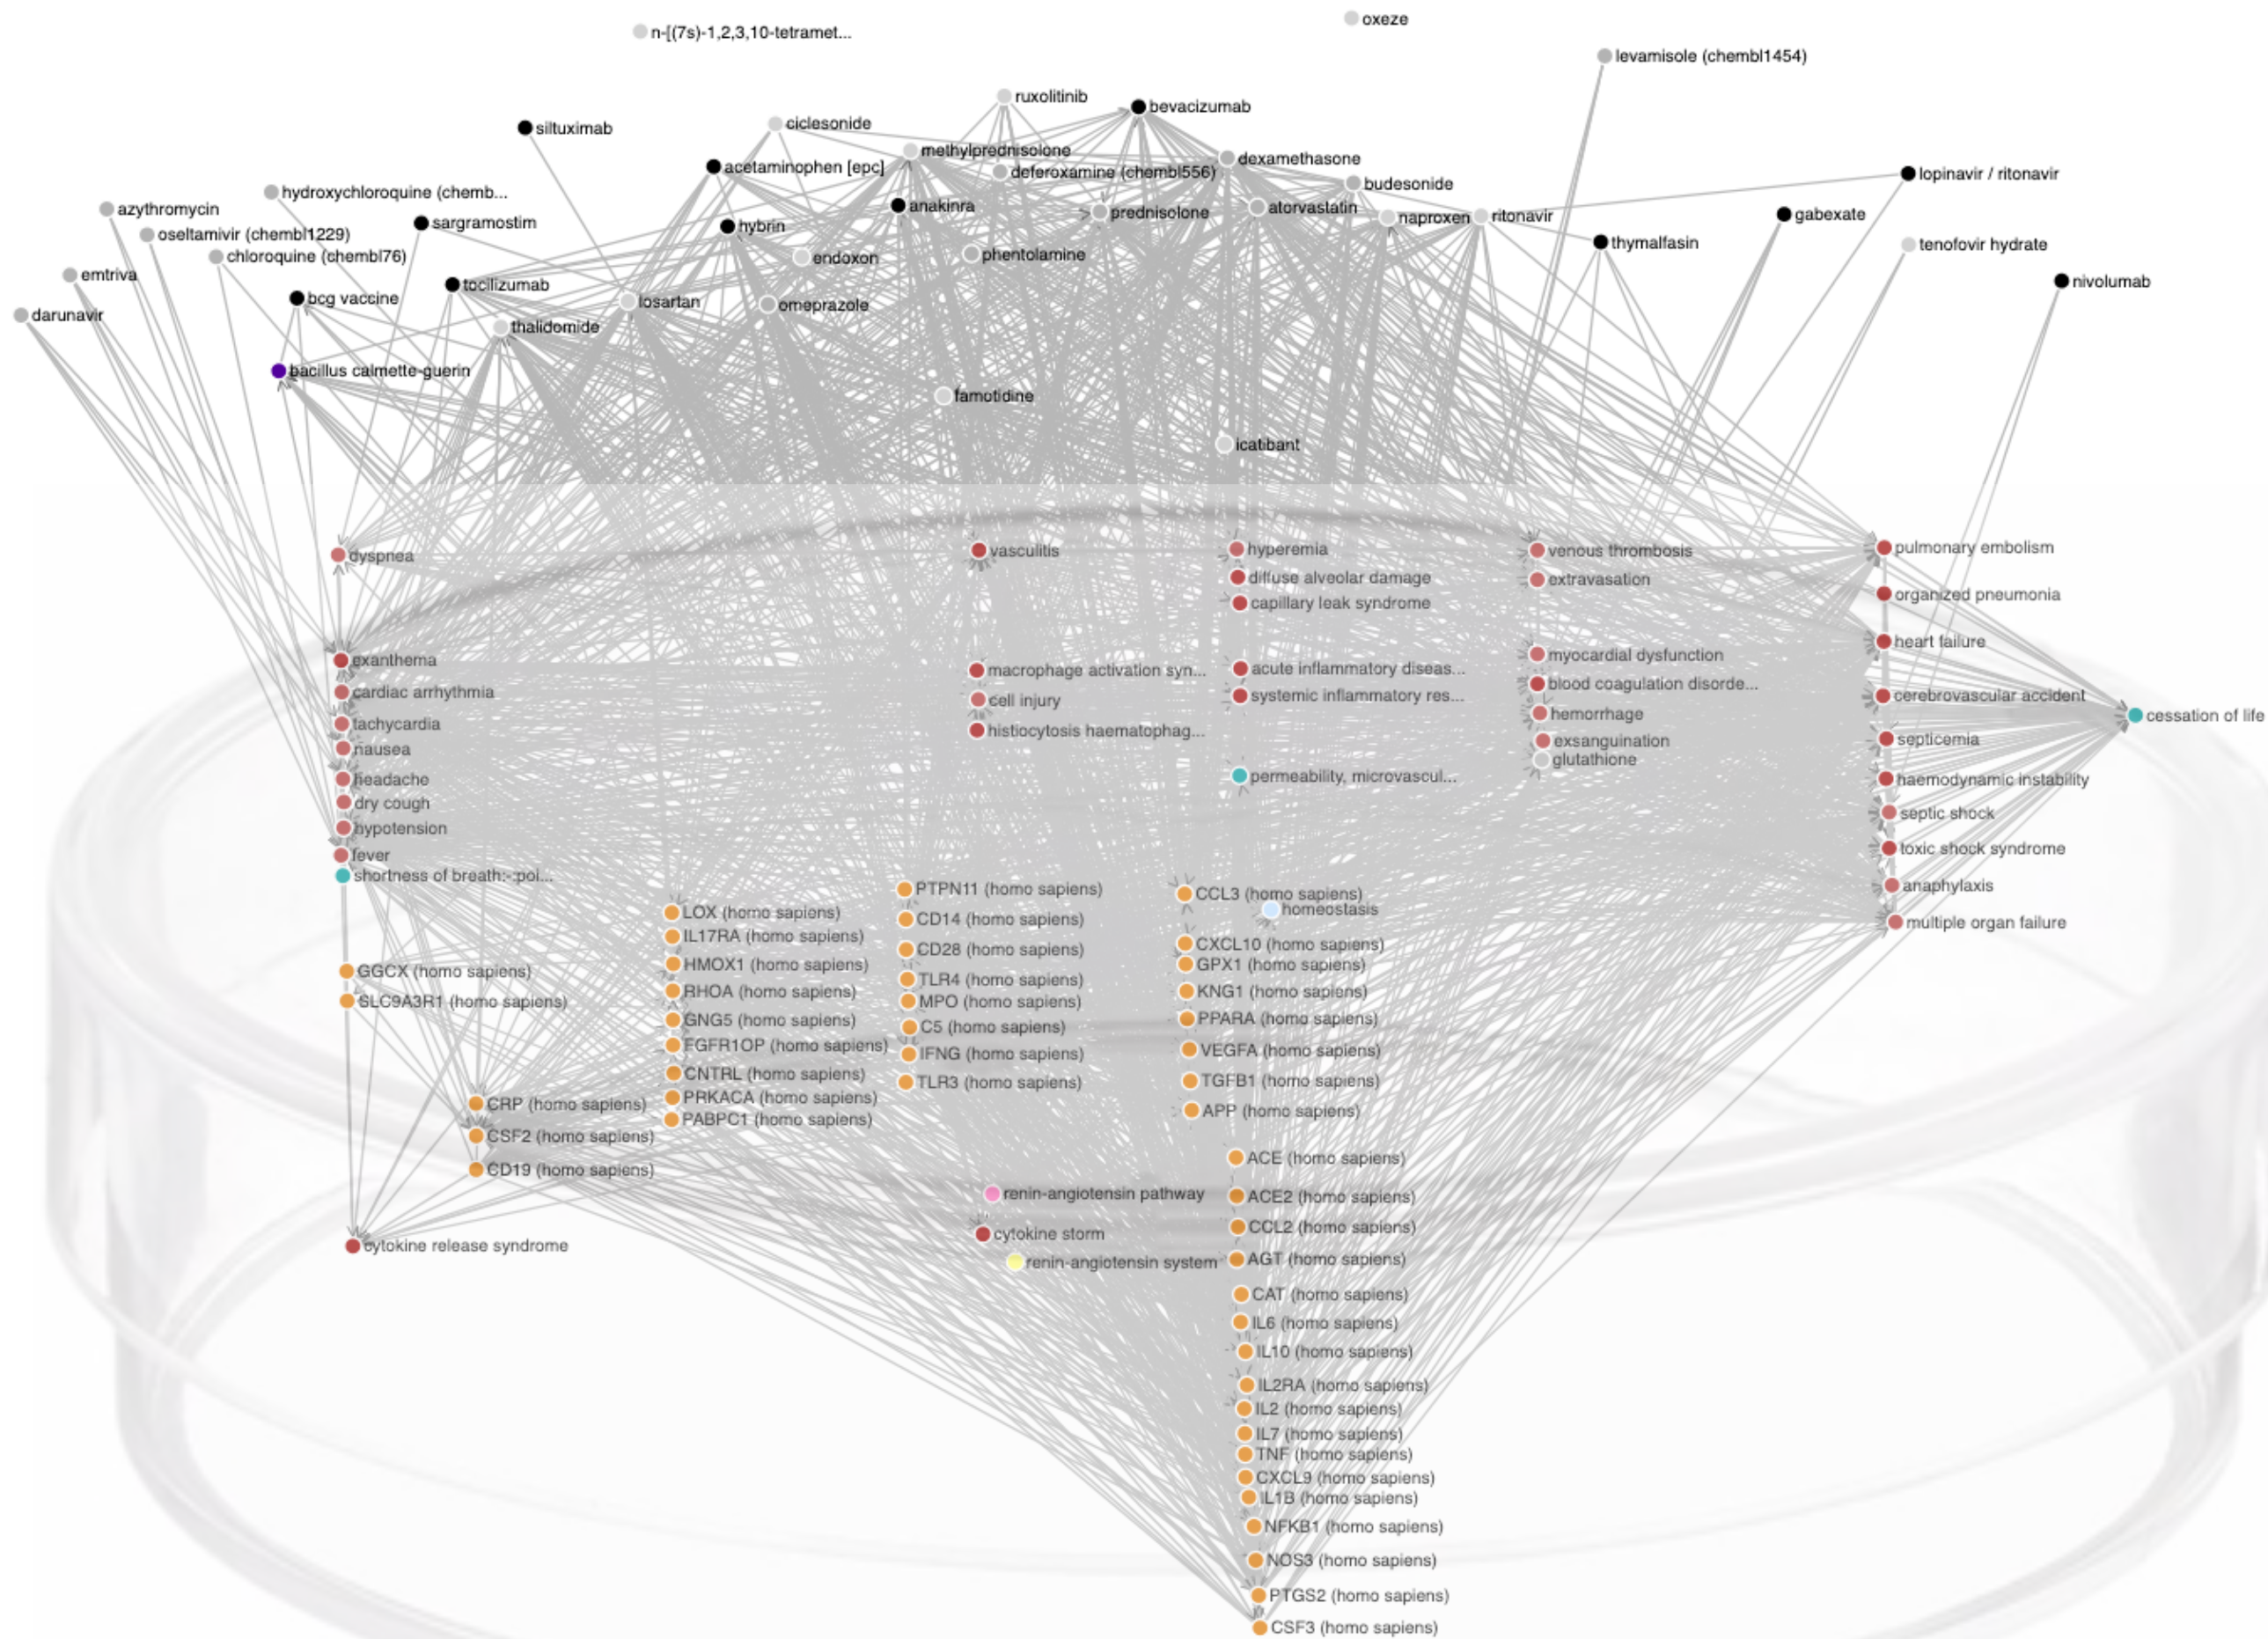 oxeze
n-[(7s)-1,2,3,10-tetramet...
levamisole (chembl1454)
ruxolitinib
bevacizumab
siltuximab
ciclesonide
methylprednisolone
dexamethasone
acetaminophen [epc]
deferoxamine (chembl556)
lopinavir / ritonavir
budesonide
hydroxychloroquine (chemb...
azythromycin
anakinra
atorvastatin
prednisolone
naproxen
ritonavir
gabexate
sargramostim
hybrin
oseltamivir (chembl1229)
thymalfasin
tenofovir hydrate
chloroquine (chembl76)
endoxon
phentolamine
emtriva
nivolumab
tocilizumab
bcg vaccine
losartan
omeprazole
darunavir
thalidomide
bacillus calmette-guerin
famotidine
icatibant
dyspnea
vasculitis
hyperemia
venous thrombosis
pulmonary embolism
diffuse alveolar damage
extravasation
capillary leak syndrome
organized pneumonia
heart failure
exanthema
macrophage activation syn...
acute inflammatory diseas...
myocardial dysfunction
cardiac arrhythmia
cell injury
systemic inflammatory res...
blood coagulation disorde...
cerebrovascular accident
tachycardia
histiocytosis haematophag...
hemorrhage
cessation of life
nausea
exsanguination
septicemia
glutathione
headache
permeability, microvascul...
haemodynamic instability
dry cough
septic shock
hypotension
toxic shock syndrome
fever
shortness of breath:-:poi...
anaphylaxis
PTPN11 (homo sapiens)
CCL3 (homo sapiens)
homeostasis
LOX (homo sapiens)
CD14 (homo sapiens)
multiple organ failure
IL17RA (homo sapiens)
CD28 (homo sapiens)
CXCL10 (homo sapiens)
HMOX1 (homo sapiens)
GPX1 (homo sapiens)
GGCX (homo sapiens)
TLR4 (homo sapiens)
RHOA (homo sapiens)
KNG1 (homo sapiens)
SLC9A3R1 (homo sapiens)
MPO (homo sapiens)
GNG5 (homo sapiens)
C5 (homo sapiens)
PPARA (homo sapiens)
FGFR1OP (homo sapiens)
IFNG (homo sapiens)
VEGFA (homo sapiens)
CNTRL (homo sapiens)
TLR3 (homo sapiens)
TGFB1 (homo sapiens)
CRP (homo sapiens)
PRKACA (homo sapiens)
APP (homo sapiens)
PABPC1 (homo sapiens)
CSF2 (homo sapiens)
ACE (homo sapiens)
CD19 (homo sapiens)
renin-angiotensin pathway
ACE2 (homo sapiens)
cytokine storm
CCL2 (homo sapiens)
cytokine release syndrome
renin-angiotensin system
AGT (homo sapiens)
CAT (homo sapiens)
IL6 (homo sapiens)
IL10 (homo sapiens)
IL2RA (homo sapiens)
IL2 (homo sapiens)
IL7 (homo sapiens)
TNF (homo sapiens)
CXCL9 (homo sapiens)
IL1B (homo sapiens)
NFKB1 (homo sapiens)
NOS3 (homo sapiens)
PTGS2 (homo sapiens)
CSF3 (homo sapiens)